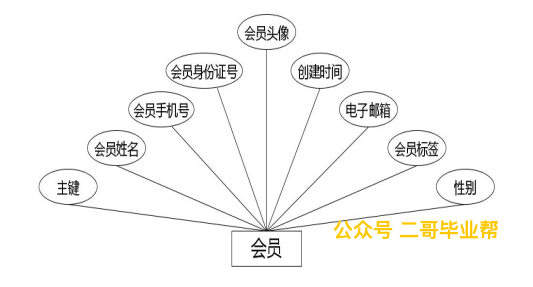 会员头像
会员身份证号
创建时间
会员手机号
电子邮箱
会员姓名
会员标签
主键
性别
公众号 二哥毕业帮
会员